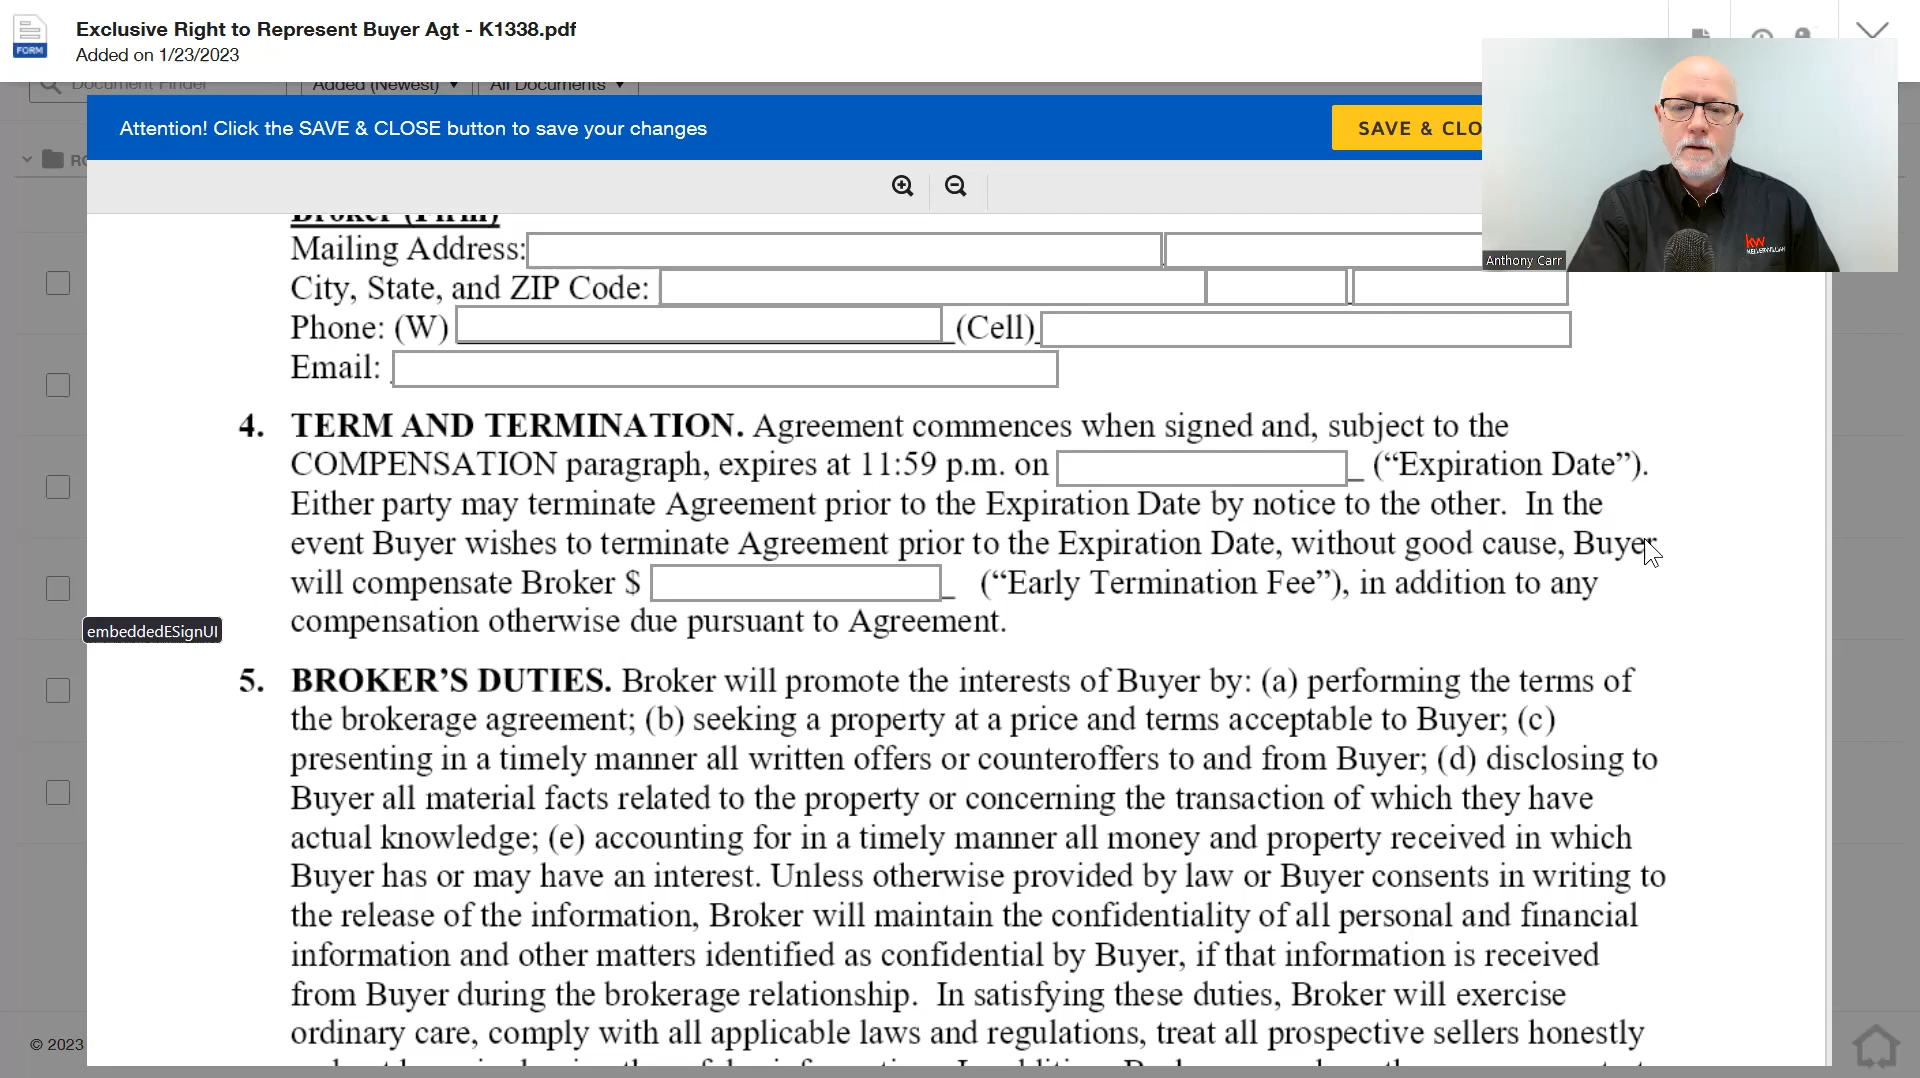 Exclusive Right to Represent Buyer Agt - K1338.pdf
Added on 1/23/2023
FORM
Document Finder
Added (Newest)
All Documents
Attention! Click the SAVE & CLOSE button to save your changes
SAVE & CLO
Anthony Carr
kw
Broker (Firm)
Mailing Address:
City, State, and ZIP Code:
Phone: (W)
(Cell)
Email:
4. TERM AND TERMINATION. Agreement commences when signed and, subject to the
COMPENSATION paragraph, expires at 11:59 p.m. on _ (“Expiration Date”).
Either party may terminate Agreement prior to the Expiration Date by notice to the other. In the
event Buyer wishes to terminate Agreement prior to the Expiration Date, without good cause, Buyer
will compensate Broker $ _ (“Early Termination Fee”), in addition to any
compensation otherwise due pursuant to Agreement.
embeddedESignUI
5. BROKER’S DUTIES. Broker will promote the interests of Buyer by: (a) performing the terms of
the brokerage agreement; (b) seeking a property at a price and terms acceptable to Buyer; (c)
presenting in a timely manner all written offers or counteroffers to and from Buyer; (d) disclosing to
Buyer all material facts related to the property or concerning the transaction of which they have
actual knowledge; (e) accounting for in a timely manner all money and property received in which
Buyer has or may have an interest. Unless otherwise provided by law or Buyer consents in writing to
the release of the information, Broker will maintain the confidentiality of all personal and financial
information and other matters identified as confidential by Buyer, if that information is received
from Buyer during the brokerage relationship. In satisfying these duties, Broker will exercise
ordinary care, comply with all applicable laws and regulations, treat all prospective sellers honestly
© 2023